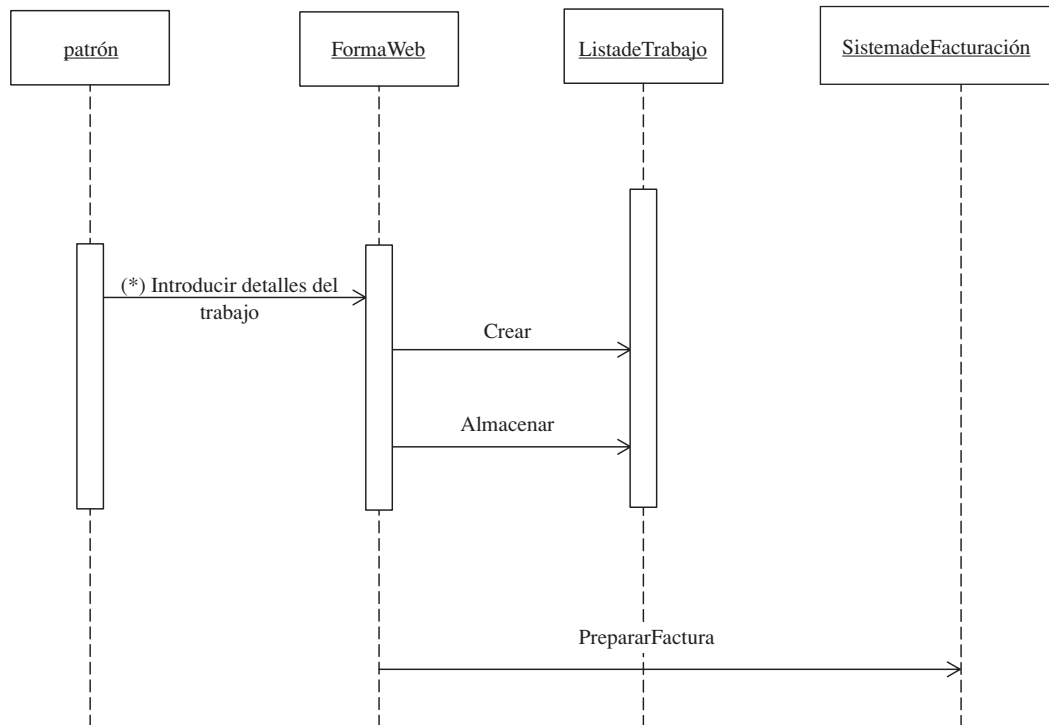 patrón
FormaWeb
ListadeTrabajo
SistemadeFacturación
(*) Introducir detalles del
trabajo
Crear
Almacenar
PrepararFactura